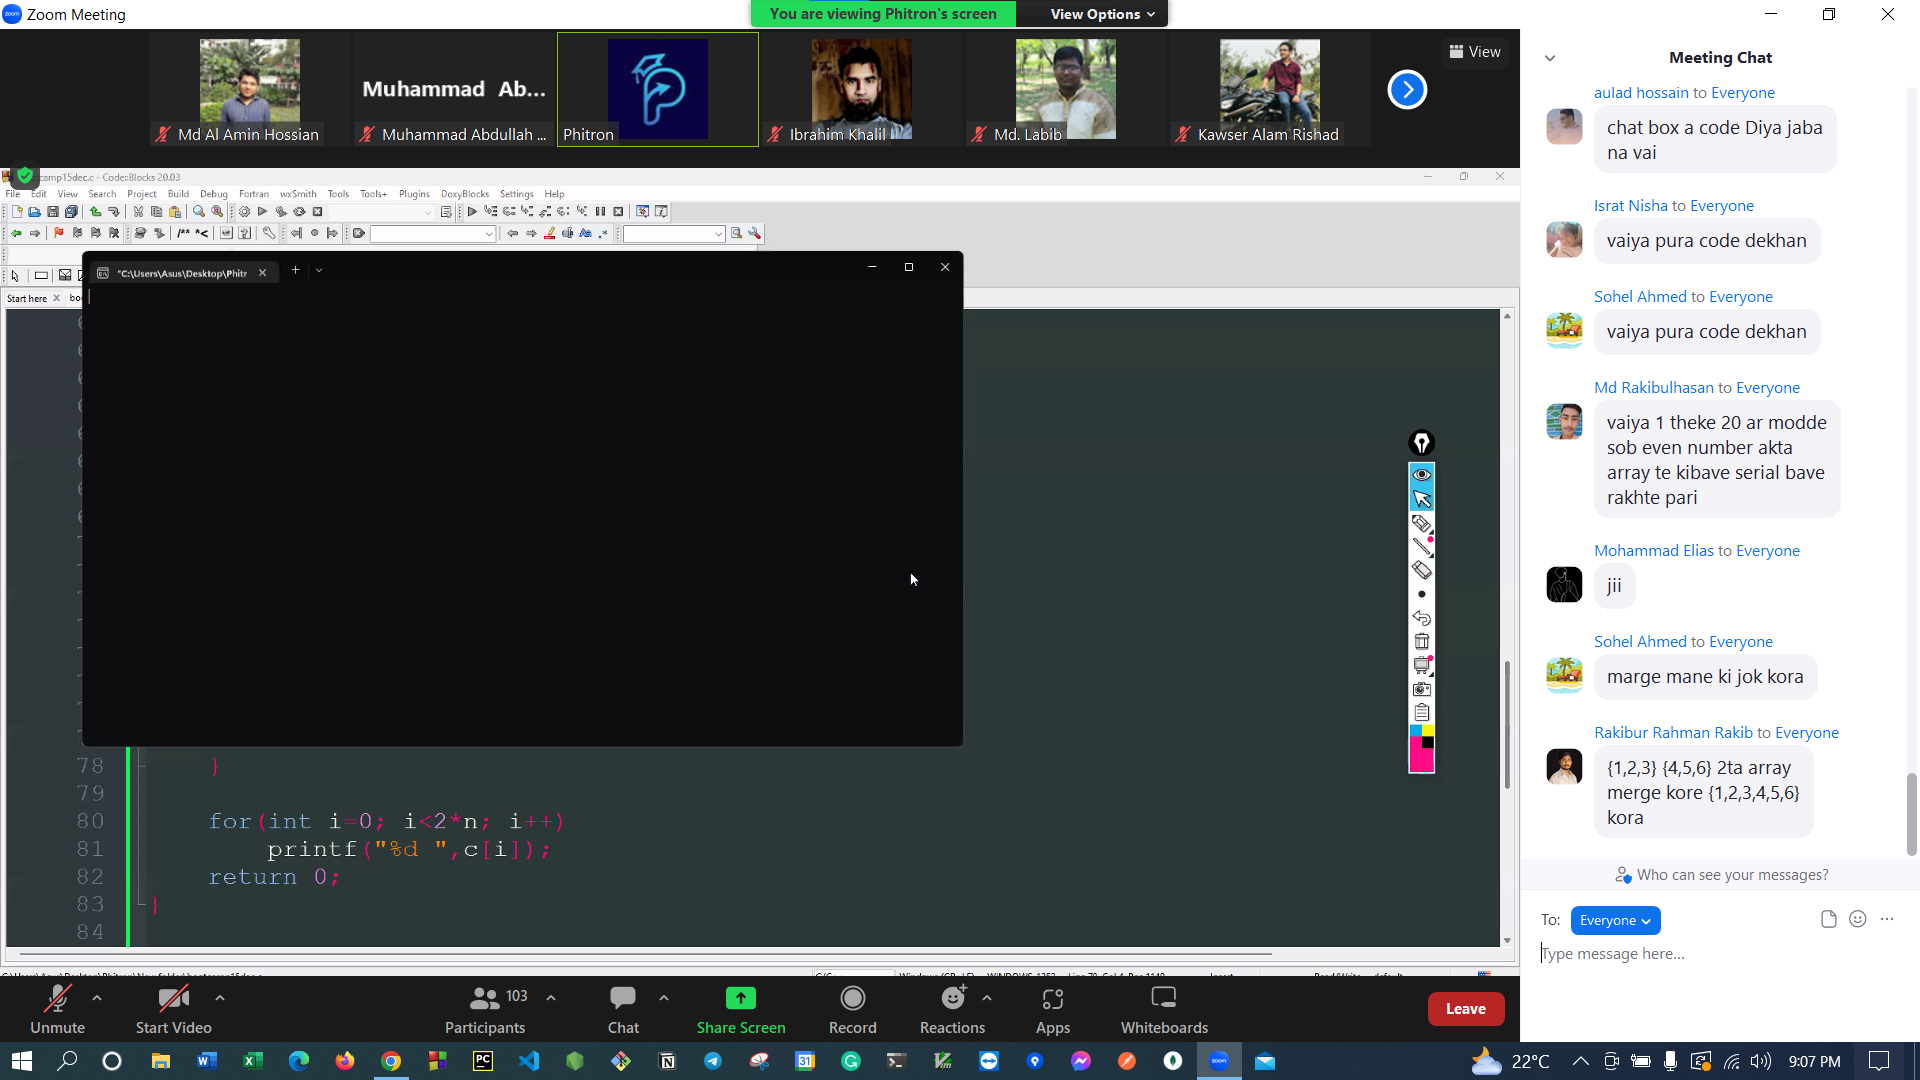 Zoom Meeting
You are viewing Phitron's screen
View Options
Muhammad Ab...
Md Al Amin Hossian
Muhammad Abdullah ...
Phitron
Ibrahim Khalil
Md. Labib
Kawser Alam Rishad
View
camp15dec.c - Code::Blocks 20.03
File Edit View Search Project Build Debug Fortran wxSmith Tools Tools+ Plugins DoxyBlocks Settings Help
"C:\Users\Asus\Desktop\Phitr
Start here
78 }
79
80 for(int i=0; i<2*n; i++)
81 printf("%d ",c[i]);
82 return 0;
83 }
84
Meeting Chat
aulad hossain to Everyone
chat box a code Diya jaba
na vai
Israt Nisha to Everyone
vaiya pura code dekhan
Sohel Ahmed to Everyone
vaiya pura code dekhan
Md Rakibulhasan to Everyone
vaiya 1 theke 20 ar modde
sob even number akta
array te kibave serial bave
rakhte pari
Mohammad Elias to Everyone
jii
Sohel Ahmed to Everyone
marge mane ki jok kora
Rakibur Rahman Rakib to Everyone
{1,2,3} {4,5,6} 2ta array
merge kore {1,2,3,4,5,6}
kora
Who can see your messages?
To: Everyone
Type message here...
Unmute
Start Video
103
Participants
Chat
Share Screen
Record
Reactions
Apps
Whiteboards
Leave
22°C
9:07 PM